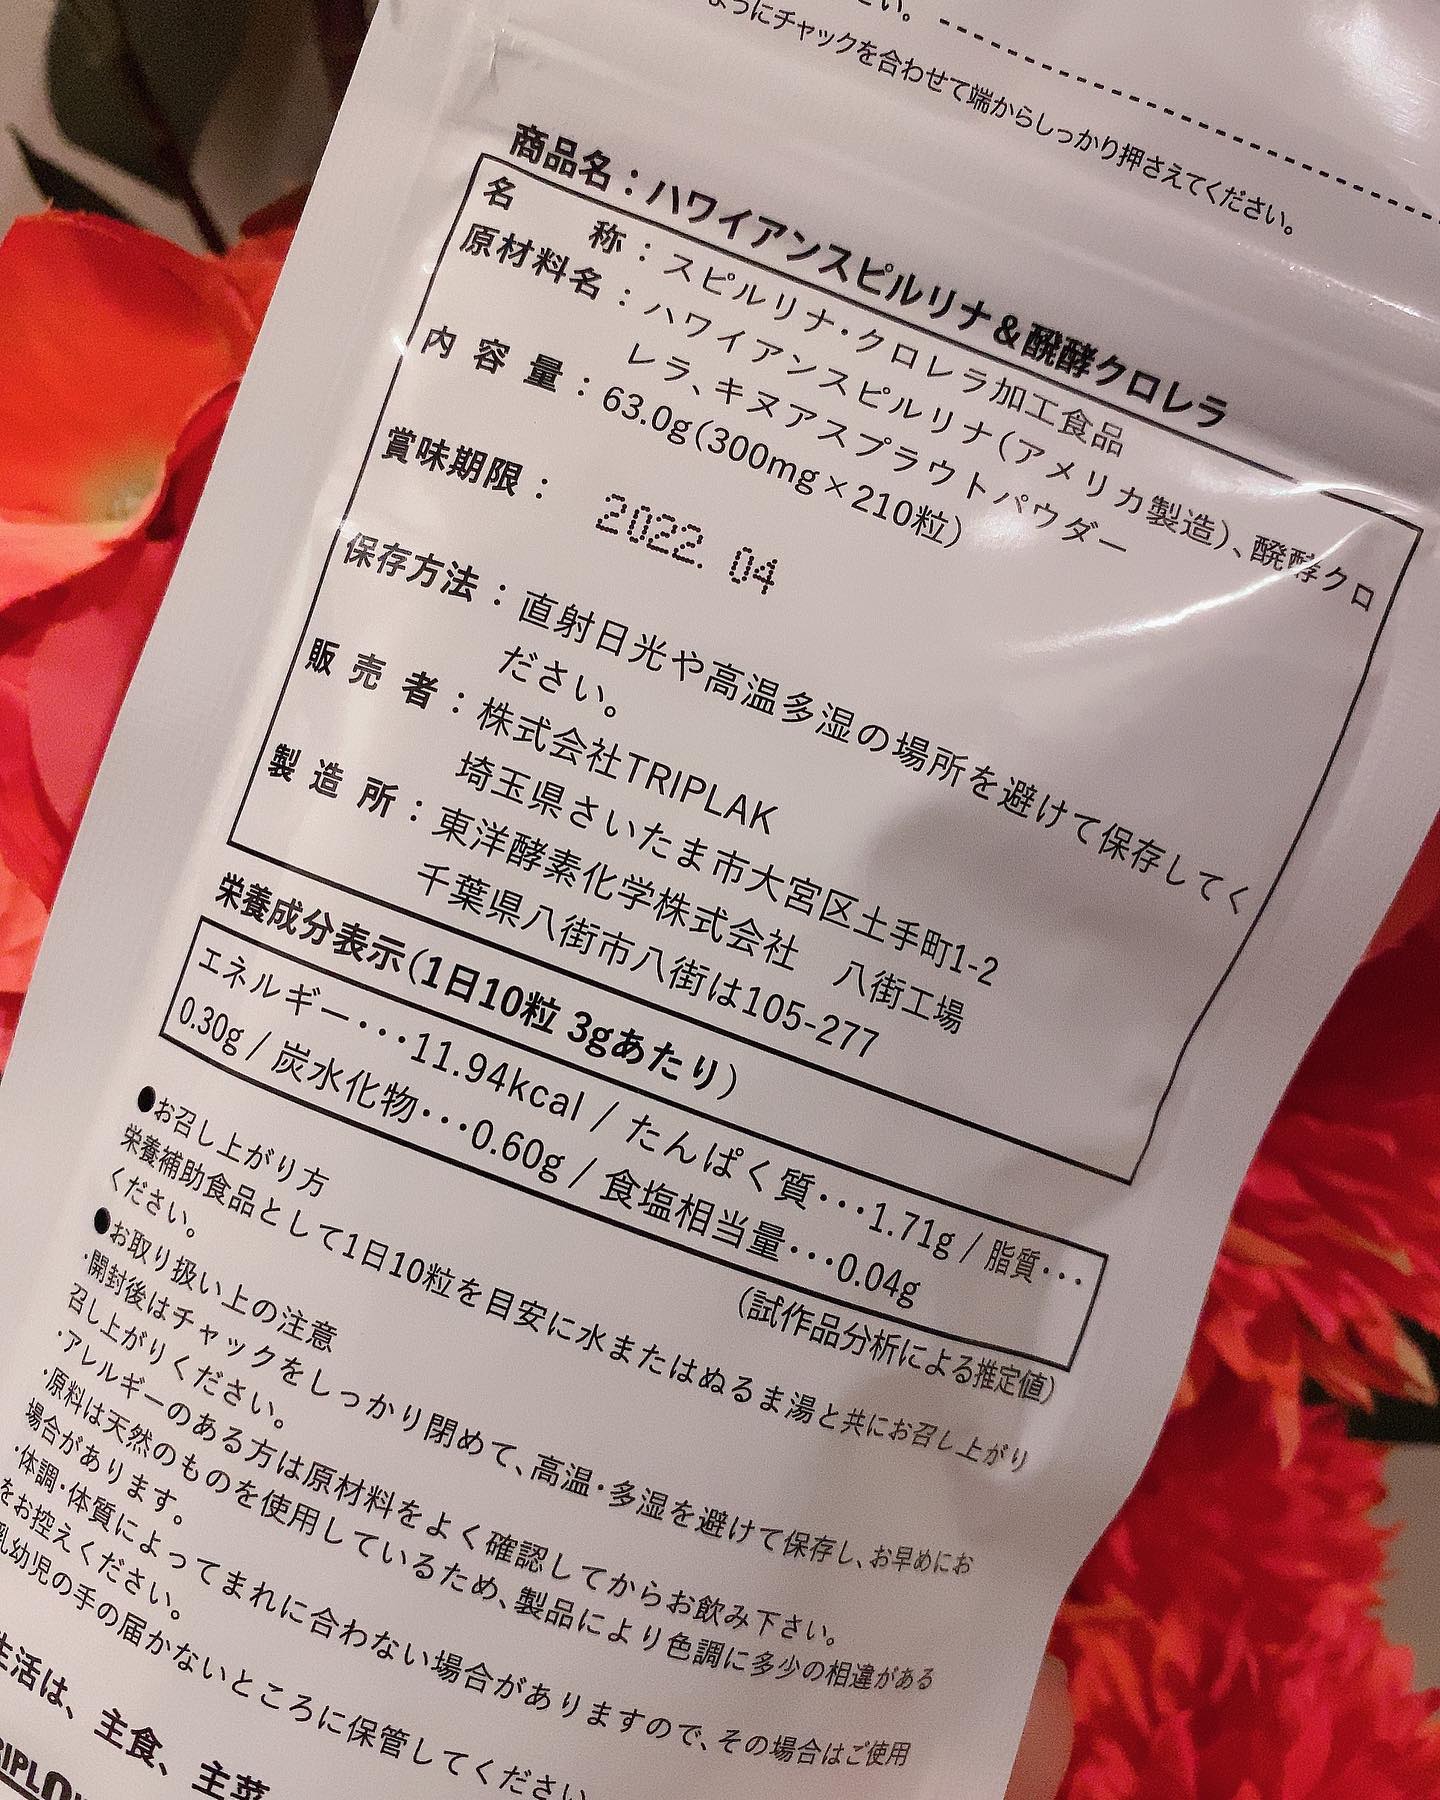 さい。
ようにチャックを合わせて端からしっかり押さえてください。
商品名：ハワイアンスピルリナ＆醗酵クロレラ
名　　称：スピルリナ・クロレラ加工食品
原材料名：ハワイアンスピルリナ（アメリカ製造）、醗酵クロ
レラ、キヌアスプラウトパウダー
内容量：63.0g（300mg×210粒）
賞味期限：2022.04
保存方法：直射日光や高温多湿の場所を避けて保存してく
ださい。
販売者：株式会社TRIPLAK
埼玉県さいたま市大宮区土手町1-2
製造所：東洋酵素化学株式会社　八街工場
千葉県八街市八街は105-277
栄養成分表示（1日10粒 3gあたり）
エネルギー・・・11.94kcal / たんぱく質・・・1.71g / 脂質・・・
0.30g / 炭水化物・・・0.60g / 食塩相当量・・・0.04g
（試作品分析による推定値）
●お召し上がり方
栄養補助食品として1日10粒を目安に水またはぬるま湯と共にお召し上がり
ください。
●お取り扱い上の注意
・開封後はチャックをしっかり閉めて、高温・多湿を避けて保存し、お早めにお
召し上がりください。
・アレルギーのある方は原材料をよく確認してからお飲み下さい。
・原料は天然のものを使用しているため、製品により色調に多少の相違がある
場合があります。
・体調・体質によってまれに合わない場合がありますので、その場合はご使用
をお控えください。
乳幼児の手の届かないところに保管してください
生活は、主食、主菜